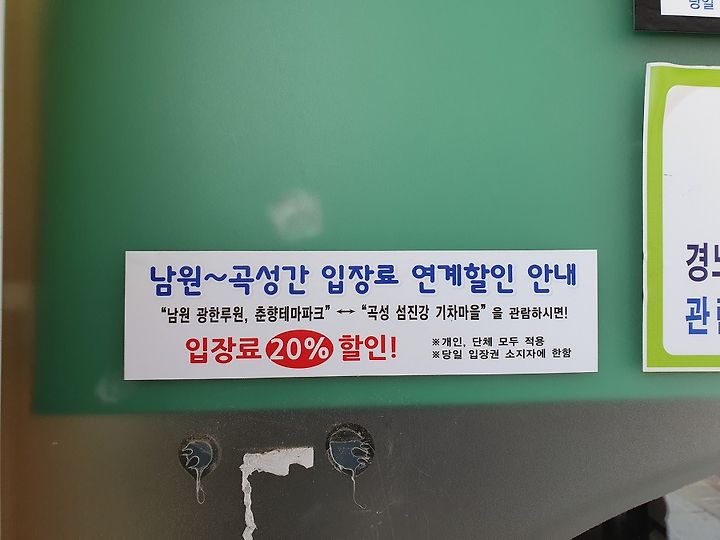 당일
남원~곡성간 입장료 연계할인 안내
“남원 광한루원, 춘향테마파크” ↔ “곡성 섬진강 기차마을” 을 관람하시면!
입장료 20% 할인!
※개인, 단체 모두 적용
※당일 입장권 소지자에 한함